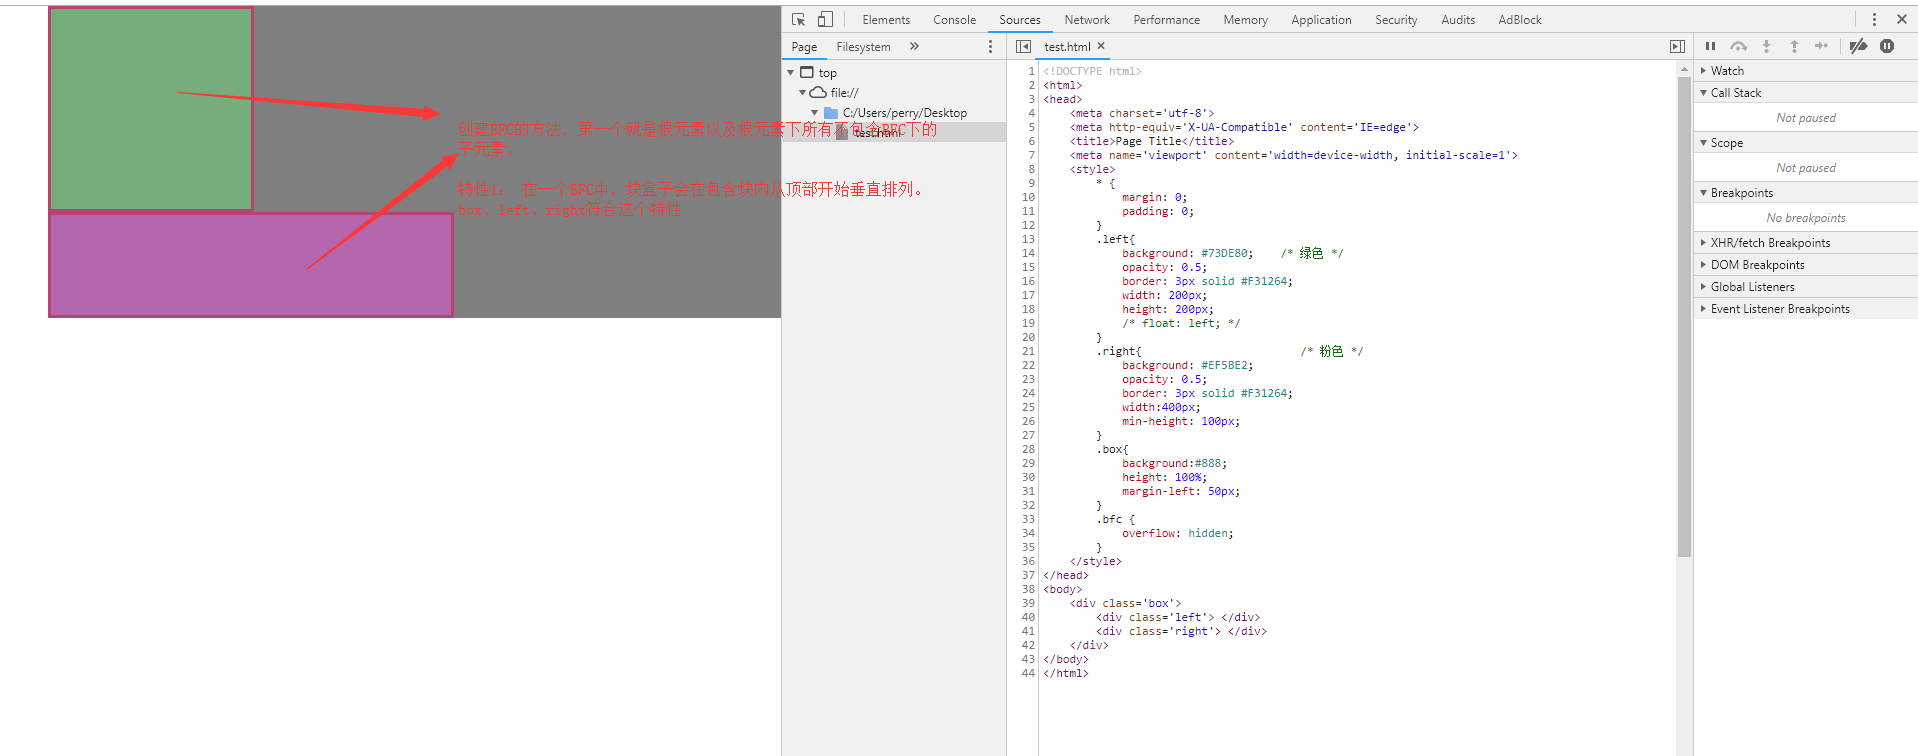 Elements Console Sources Network Performance Memory Application Security Audits AdBlock
Page Filesystem »
test.html ×
top
file://
C:/Users/perry/Desktop
test.html
创建BFC的方法，第一个就是根元素以及根元素下所有不包含BFC下的
子元素、
特性1： 在一个BFC中，块盒子会在包含块内从顶部开始垂直排列。
box、left、right符合这个特性
1 <!DOCTYPE html>
2 <html>
3 <head>
4 <meta charset='utf-8'>
5 <meta http-equiv='X-UA-Compatible' content='IE=edge'>
6 <title>Page Title</title>
7 <meta name='viewport' content='width=device-width, initial-scale=1'>
8 <style>
9 * {
10 margin: 0;
11 padding: 0;
12 }
13 .left{
14 background: #73DE80; /* 绿色 */
15 opacity: 0.5;
16 border: 3px solid #F31264;
17 width: 200px;
18 height: 200px;
19 /* float: left; */
20 }
21 .right{ /* 粉色 */
22 background: #EF5BE2;
23 opacity: 0.5;
24 border: 3px solid #F31264;
25 width:400px;
26 min-height: 100px;
27 }
28 .box{
29 background:#888;
30 height: 100%;
31 margin-left: 50px;
32 }
33 .bfc {
34 overflow: hidden;
35 }
36 </style>
37 </head>
38 <body>
39 <div class='box'>
40 <div class='left'> </div>
41 <div class='right'> </div>
42 </div>
43 </body>
44 </html>
Watch
Call Stack
Not paused
Scope
Not paused
Breakpoints
No breakpoints
XHR/fetch Breakpoints
DOM Breakpoints
Global Listeners
Event Listener Breakpoints